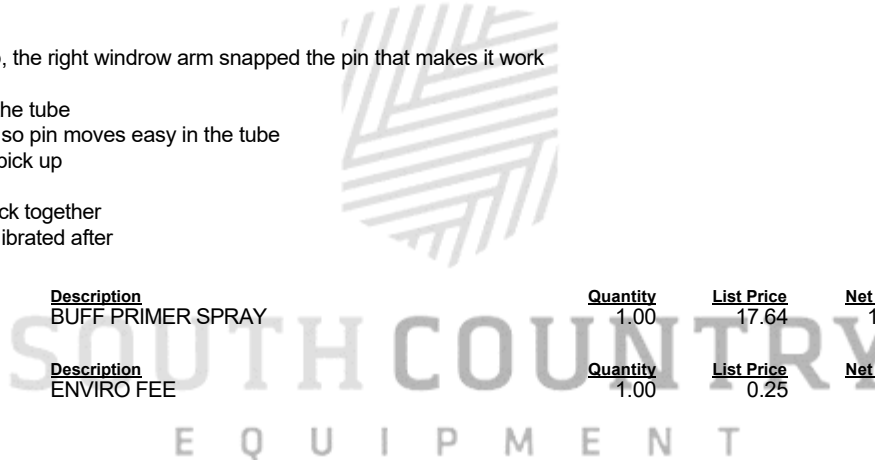 , the right windrow arm snapped the pin that makes it work
he tube
so pin moves easy in the tube
pick up
ck together
ibrated after
Description Quantity List Price Net
BUFF PRIMER SPRAY 1.00 17.64 1
Description Quantity List Price Net
ENVIRO FEE 1.00 0.25
SOUTH COUNTRY
EQUIPMENT